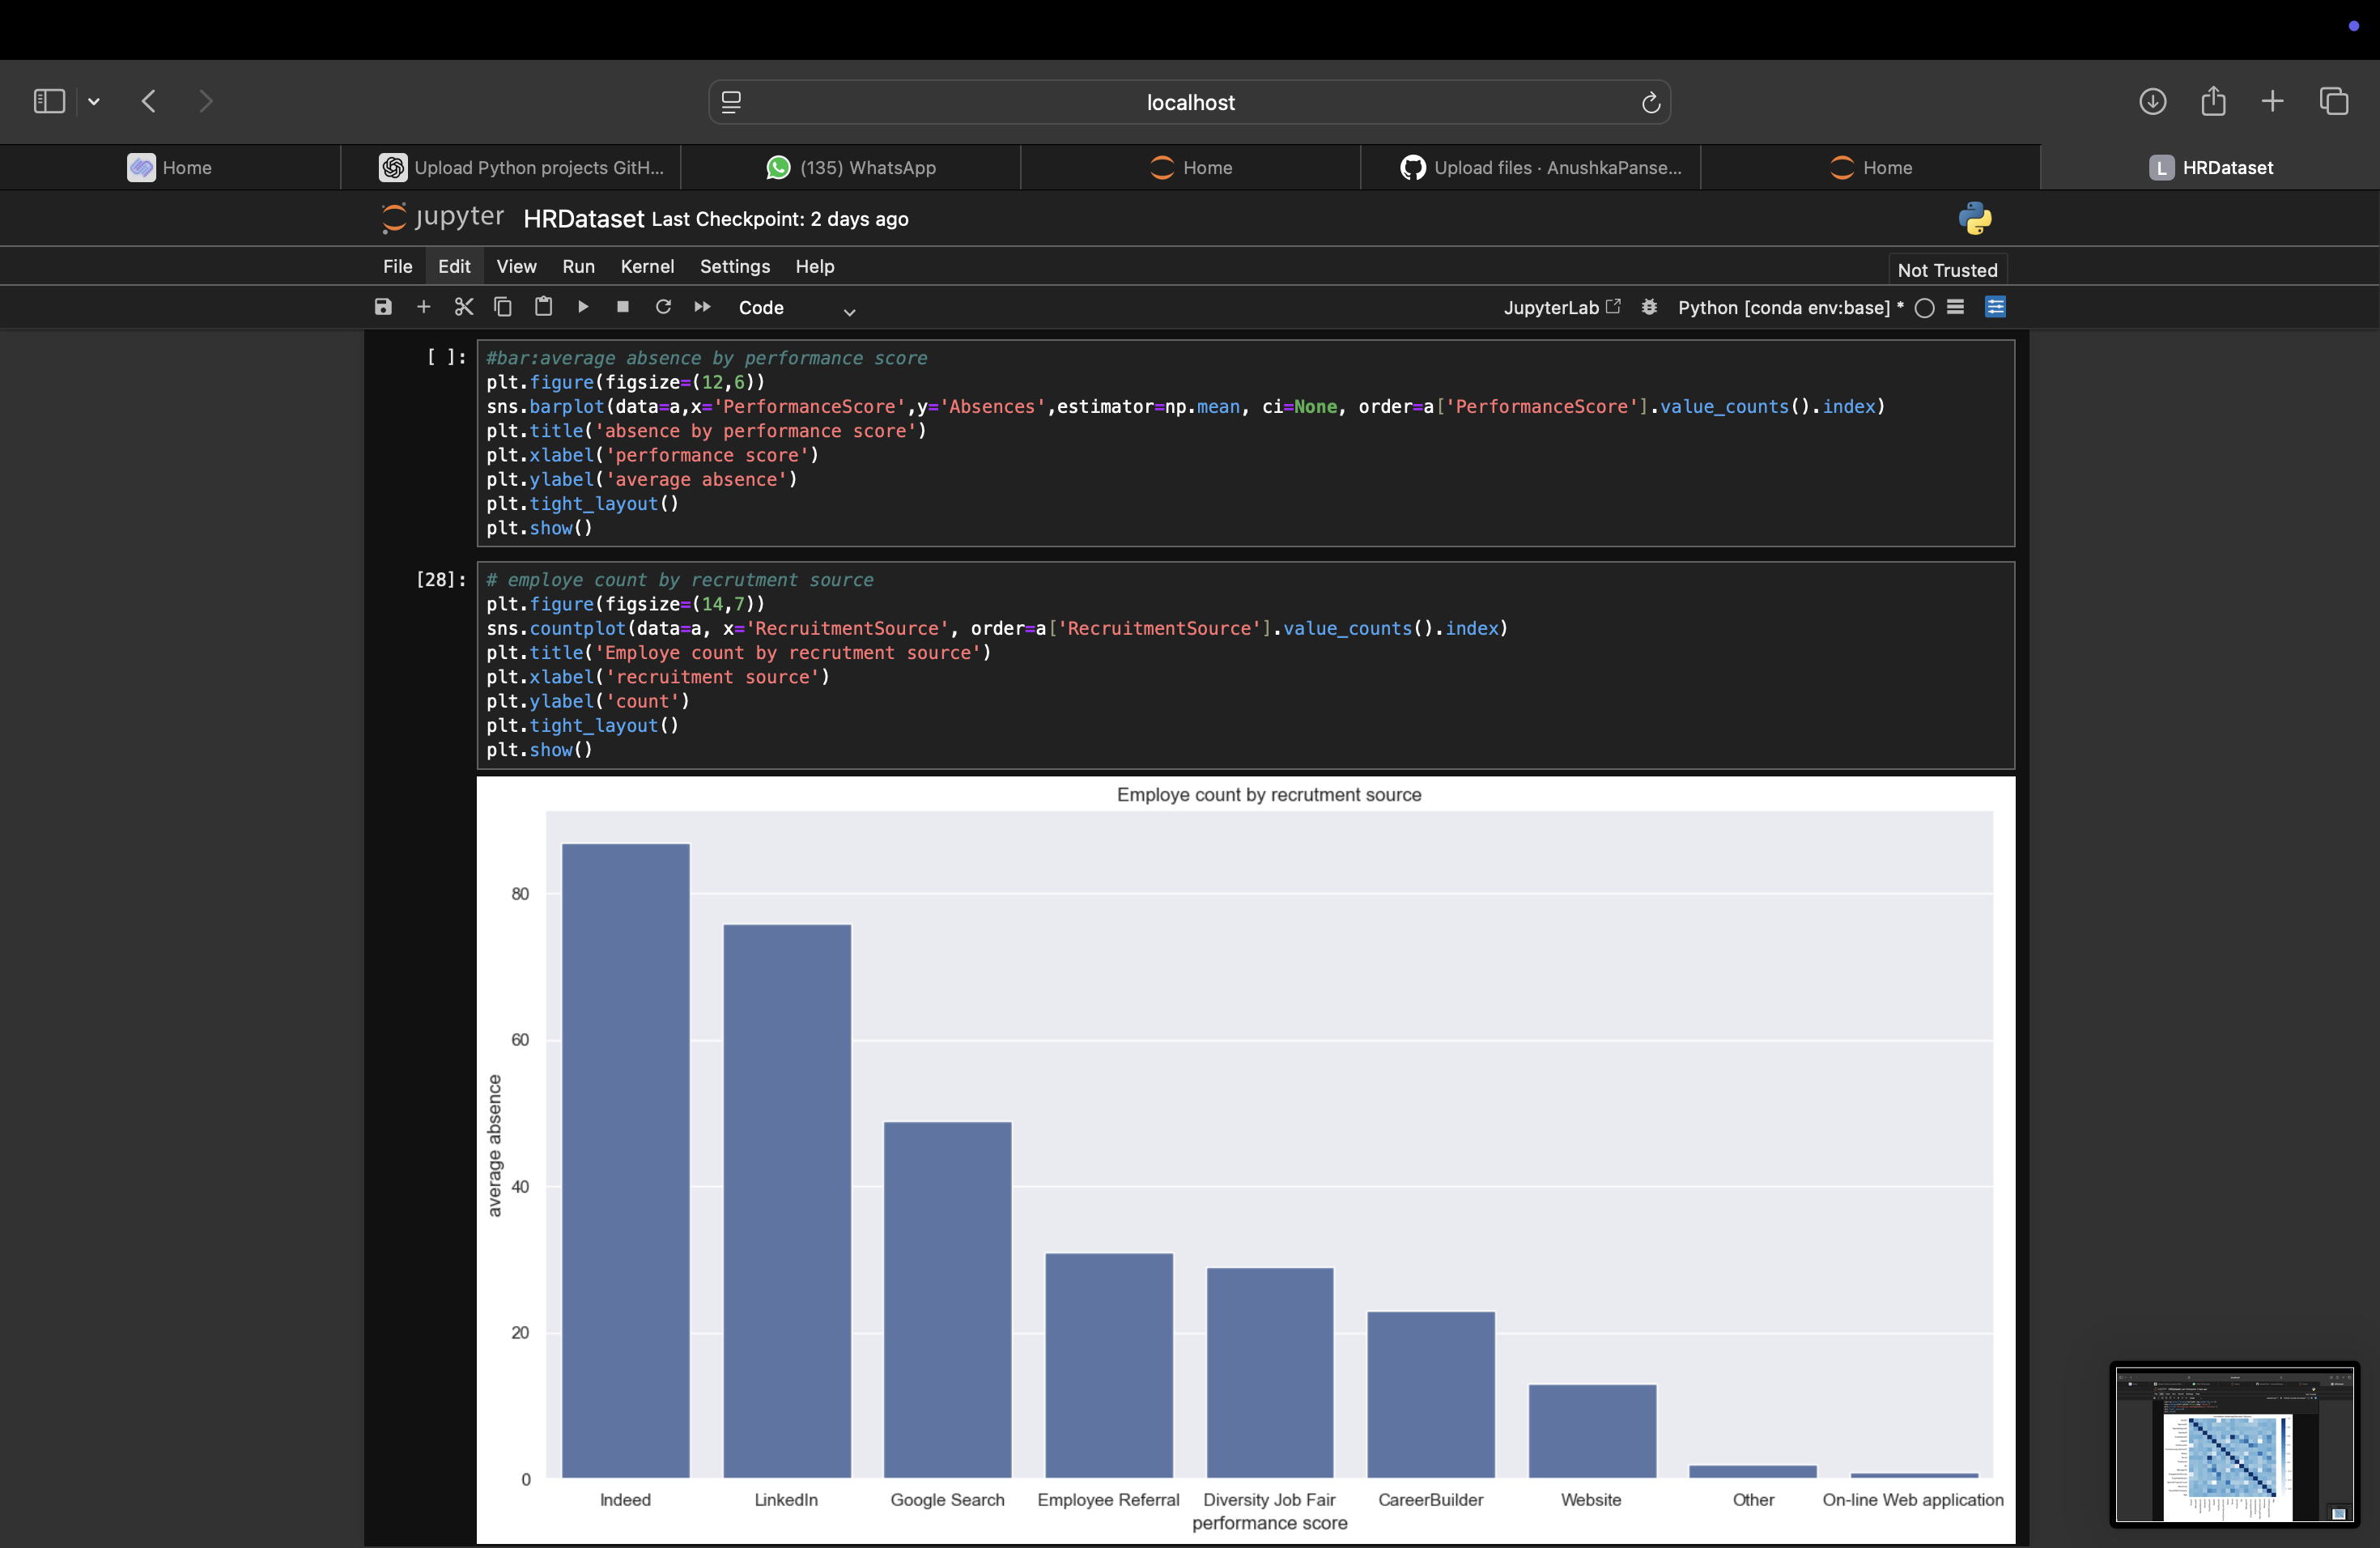 localhost
Home
Upload Python projects GitH...
(135) WhatsApp
Home
Upload files · AnushkaPanse...
Home
L HRDataset
jupyter HRDataset Last Checkpoint: 2 days ago
File Edit View Run Kernel Settings Help
Not Trusted
Code
JupyterLab
Python [conda env:base] *
[ ]:
#bar:average absence by performance score
plt.figure(figsize=(12,6))
sns.barplot(data=a,x='PerformanceScore',y='Absences',estimator=np.mean, ci=None, order=a['PerformanceScore'].value_counts().index)
plt.title('absence by performance score')
plt.xlabel('performance score')
plt.ylabel('average absence')
plt.tight_layout()
plt.show()
[28]:
# employe count by recrutment source
plt.figure(figsize=(14,7))
sns.countplot(data=a, x='RecruitmentSource', order=a['RecruitmentSource'].value_counts().index)
plt.title('Employe count by recrutment source')
plt.xlabel('recruitment source')
plt.ylabel('count')
plt.tight_layout()
plt.show()
Employe count by recrutment source
80
60
40
20
0
average absence
Indeed
LinkedIn
Google Search
Employee Referral
Diversity Job Fair
CareerBuilder
Website
Other
On-line Web application
performance score